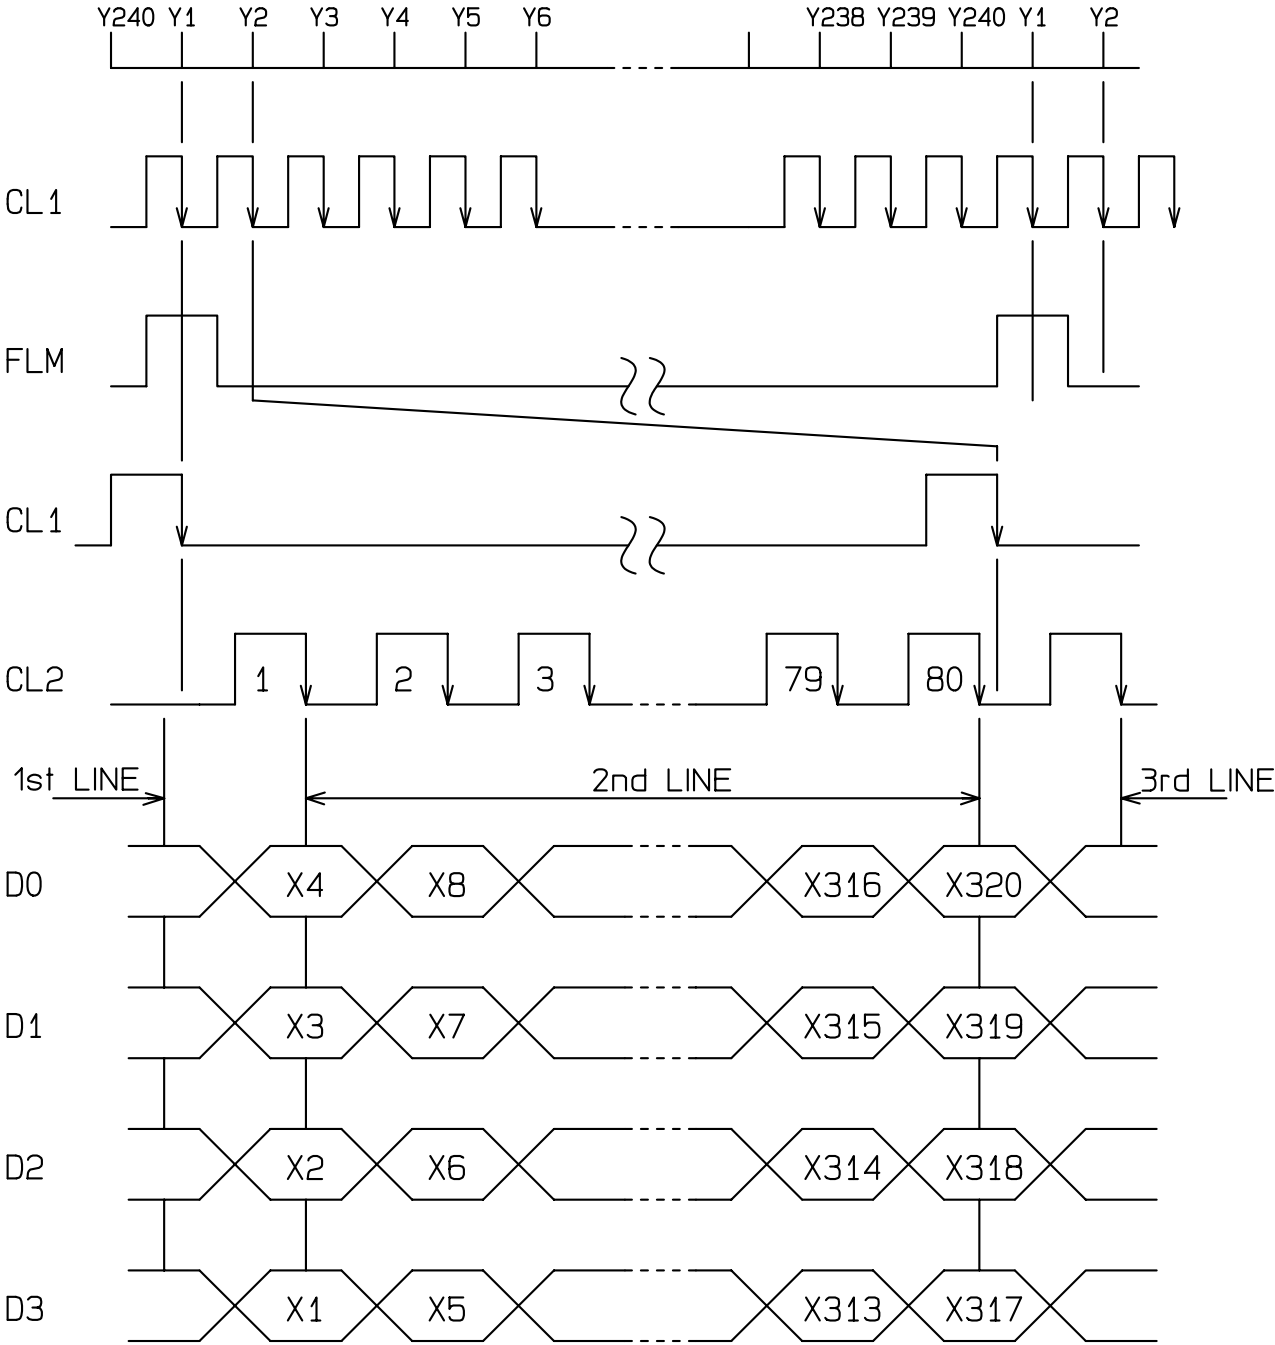 Y240 Y1 Y2 Y3 Y4 Y5 Y6 Y238 Y239 Y240 Y1 Y2
CL1
FLM
CL1
CL2 1 2 3 79 80
1st LINE 2nd LINE 3rd LINE
D0 X4 X8 X316 X320
D1 X3 X7 X315 X319
D2 X2 X6 X314 X318
D3 X1 X5 X313 X317